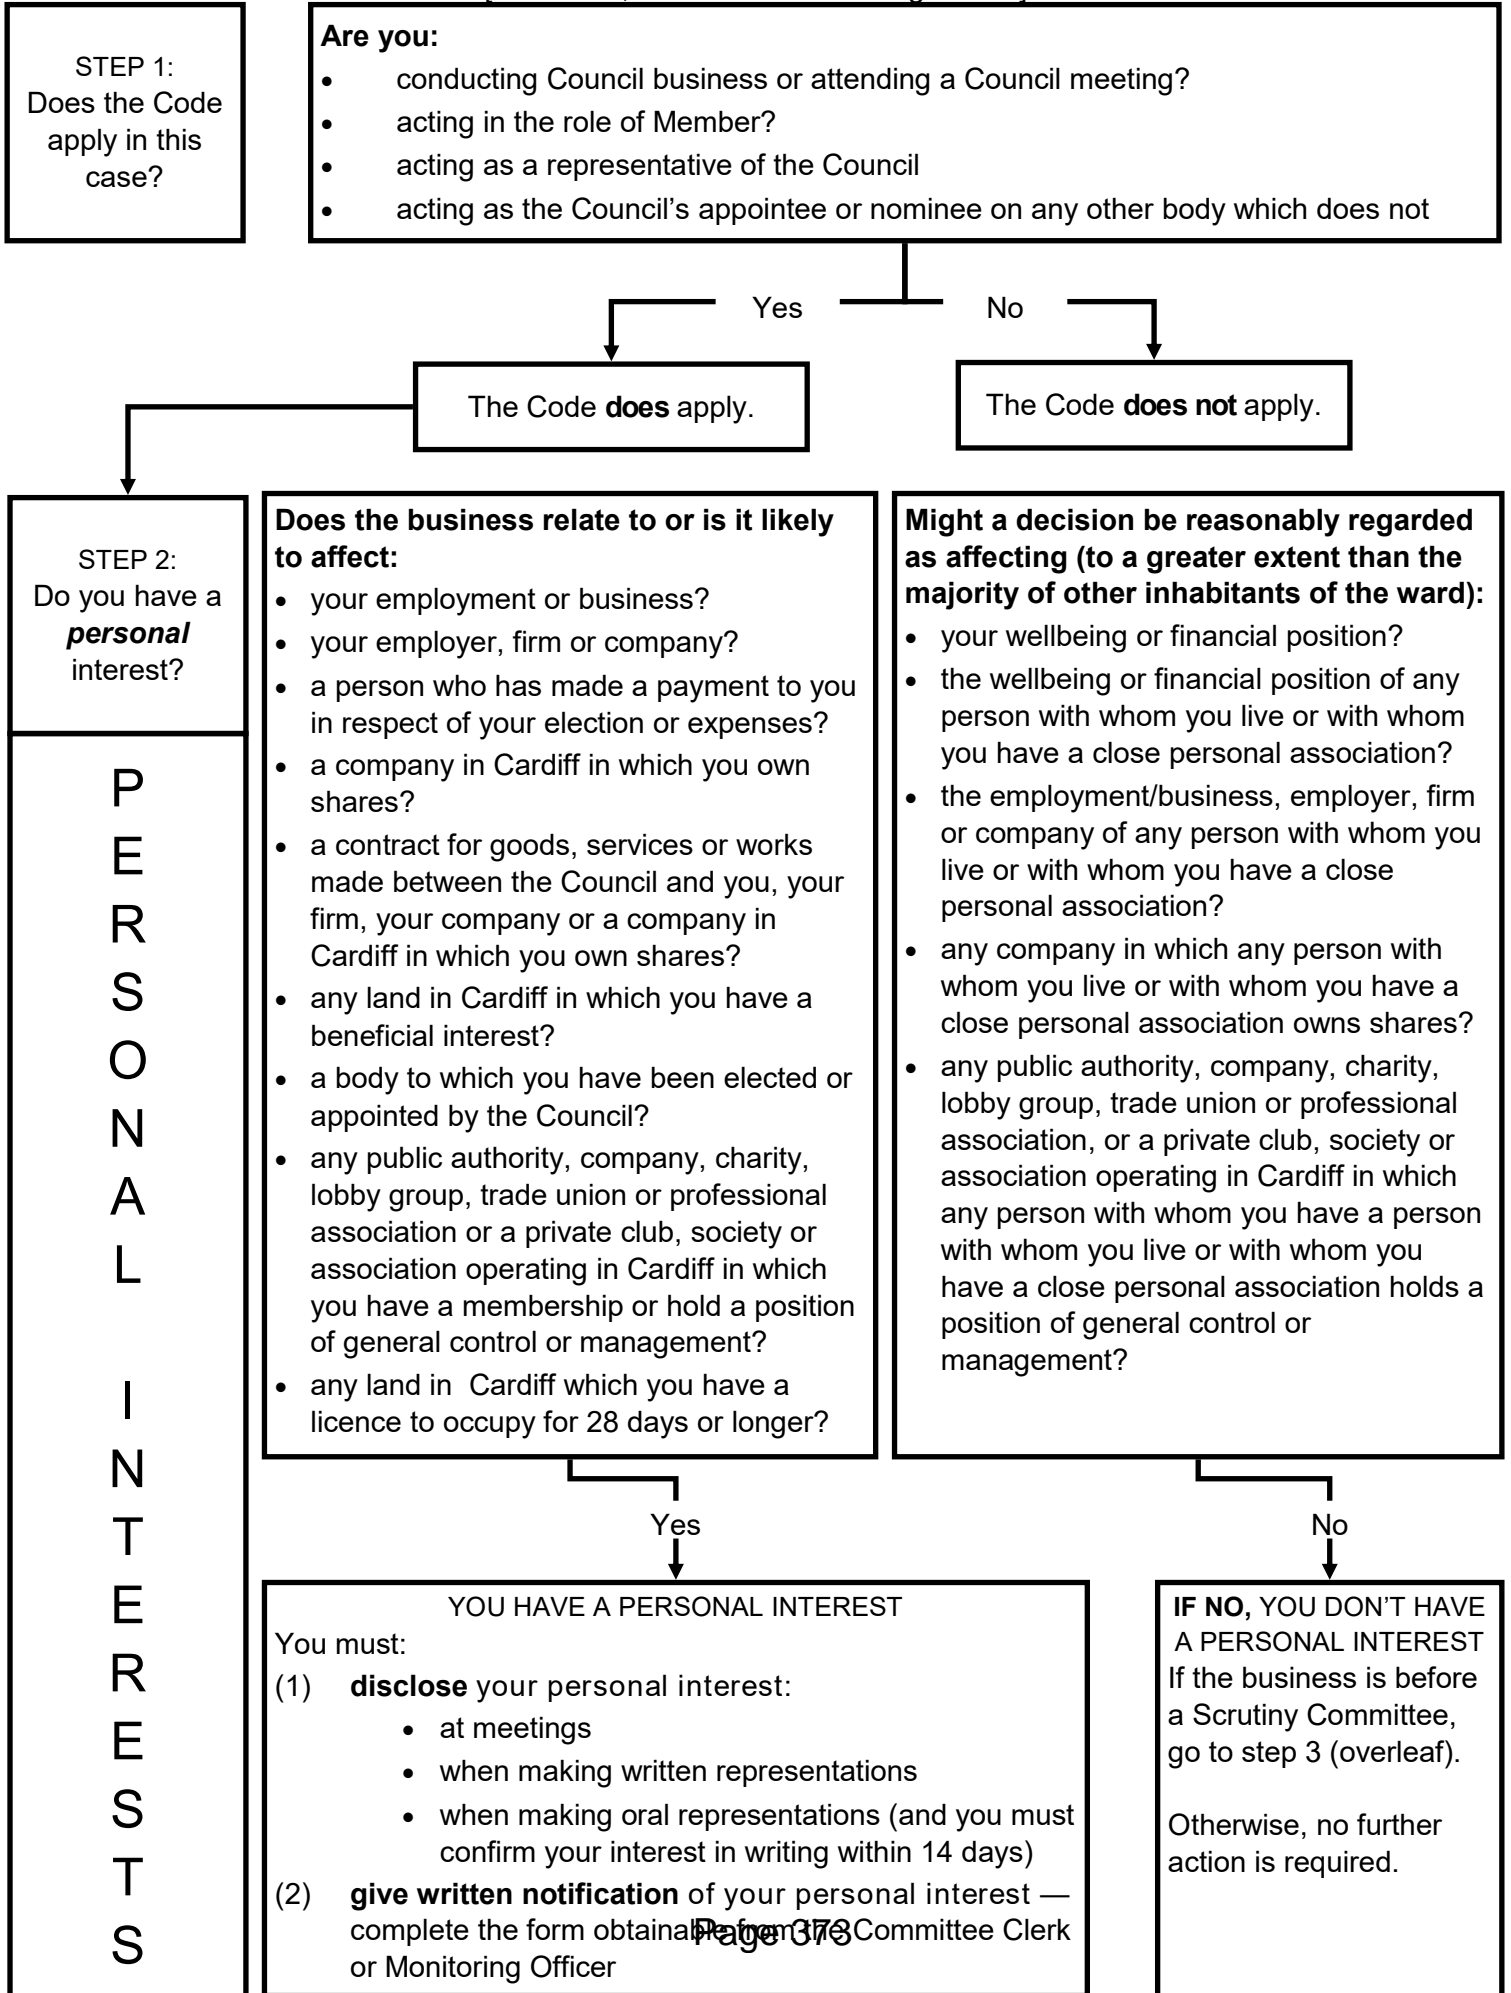 STEP 1:
Does the Code
apply in this
case?
Are you:
• conducting Council business or attending a Council meeting?
• acting in the role of Member?
• acting as a representative of the Council
• acting as the Council’s appointee or nominee on any other body which does not
Yes
No
The Code does apply.
The Code does not apply.
STEP 2:
Do you have a
personal
interest?
PERSONAL INTERESTS
Does the business relate to or is it likely
to affect:
• your employment or business?
• your employer, firm or company?
• a person who has made a payment to you
in respect of your election or expenses?
• a company in Cardiff in which you own
shares?
• a contract for goods, services or works
made between the Council and you, your
firm, your company or a company in
Cardiff in which you own shares?
• any land in Cardiff in which you have a
beneficial interest?
• a body to which you have been elected or
appointed by the Council?
• any public authority, company, charity,
lobby group, trade union or professional
association or a private club, society or
association operating in Cardiff in which
you have a membership or hold a position
of general control or management?
• any land in  Cardiff which you have a
licence to occupy for 28 days or longer?
Might a decision be reasonably regarded
as affecting (to a greater extent than the
majority of other inhabitants of the ward):
• your wellbeing or financial position?
• the wellbeing or financial position of any
person with whom you live or with whom
you have a close personal association?
• the employment/business, employer, firm
or company of any person with whom you
live or with whom you have a close
personal association?
• any company in which any person with
whom you live or with whom you have a
close personal association owns shares?
• any public authority, company, charity,
lobby group, trade union or professional
association, or a private club, society or
association operating in Cardiff in which
any person with whom you have a person
with whom you live or with whom you
have a close personal association holds a
position of general control or
management?
Yes
No
YOU HAVE A PERSONAL INTEREST
You must:
(1) disclose your personal interest:
• at meetings
• when making written representations
• when making oral representations (and you must
confirm your interest in writing within 14 days)
(2) give written notification of your personal interest —
complete the form obtainable from the Committee Clerk
or Monitoring Officer
IF NO, YOU DON’T HAVE
A PERSONAL INTEREST
If the business is before
a Scrutiny Committee,
go to step 3 (overleaf).
Otherwise, no further
action is required.
Page 373